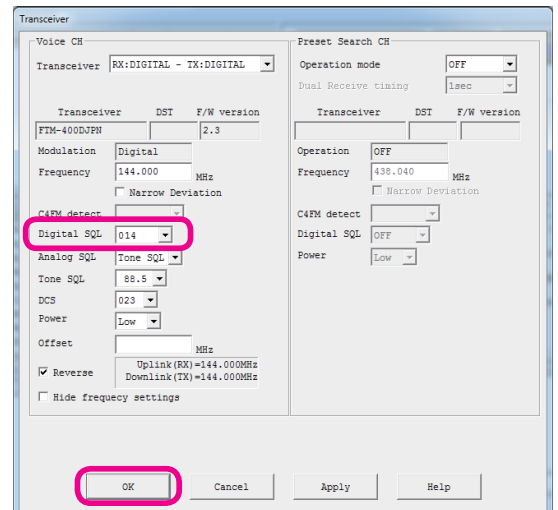 Transceiver
Voice CH
Transceiver RX:DIGITAL - TX:DIGITAL
Transceiver DST F/W version
FTM-400DJPN 2.3
Modulation Digital
Frequency 144.000 MHz
Narrow Deviation
C4FM detect
Digital SQL 014
Analog SQL Tone SQL
Tone SQL 88.5
DCS 023
Power Low
Offset MHz
Reverse
Uplink(RX)=144.000MHz
Downlink(TX)=144.000MHz
Hide frequecy settings
Preset Search CH
Operation mode OFF
Dual Receive timing 1sec
Transceiver DST F/W version
Operation OFF
Frequency 438.040 MHz
Narrow Deviation
C4FM detect
Digital SQL OFF
Power Low
OK Cancel Apply Help